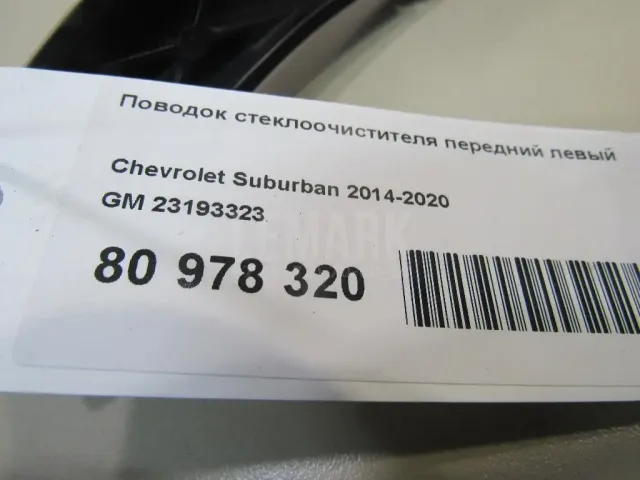 Поводок стеклоочистителя передний левый
Chevrolet Suburban 2014-2020
GM 23193323
80 978 320